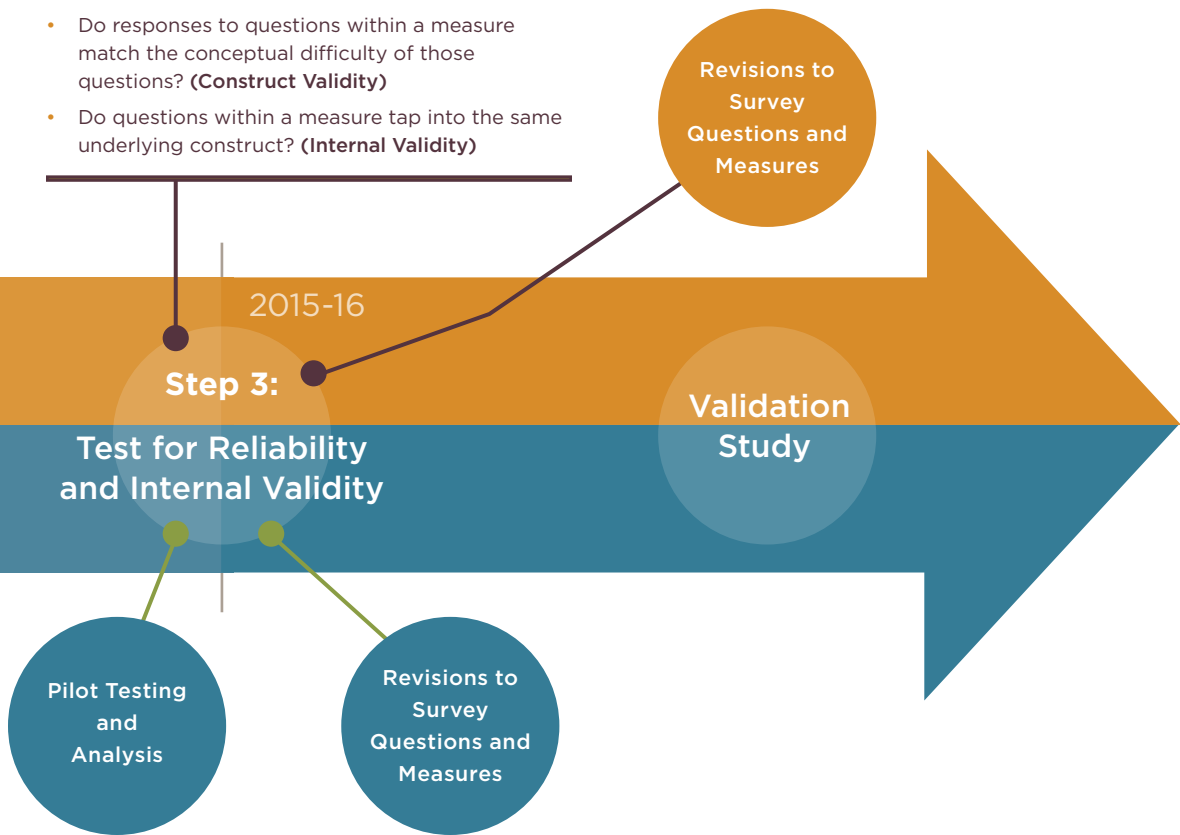 • Do responses to questions within a measure
match the conceptual difficulty of those
questions? (Construct Validity)
• Do questions within a measure tap into the same
underlying construct? (Internal Validity)
Revisions to
Survey
Questions and
Measures
2015-16
Step 3:
Test for Reliability
and Internal Validity
Validation
Study
Pilot Testing
and
Analysis
Revisions to
Survey
Questions and
Measures